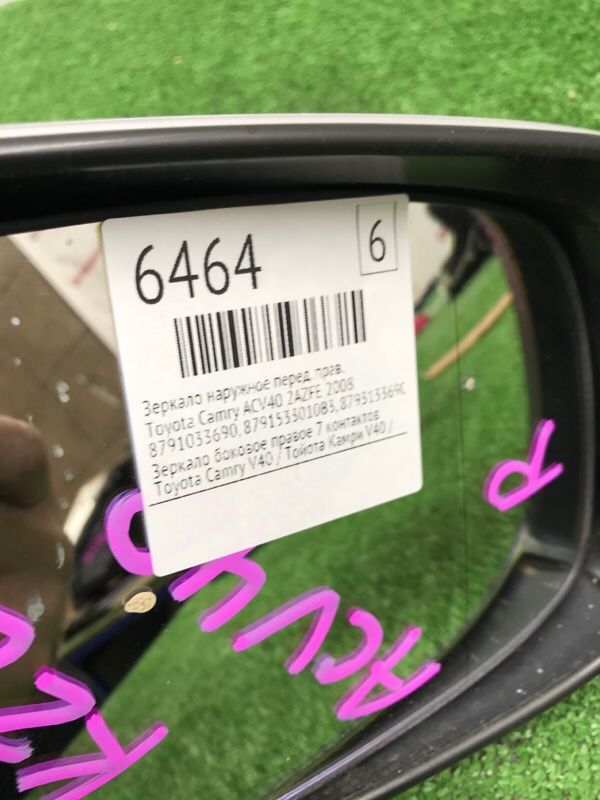 6464
6
Зеркало наружное перед. прав.
Toyota Camry ACV40 2AZFE 2008
8791033690, 8791533010B3, 879313369C
Зеркало боковое правое 7 контактов
Toyota Camry V40 / Тойота Камри V40 /
R
ACV40